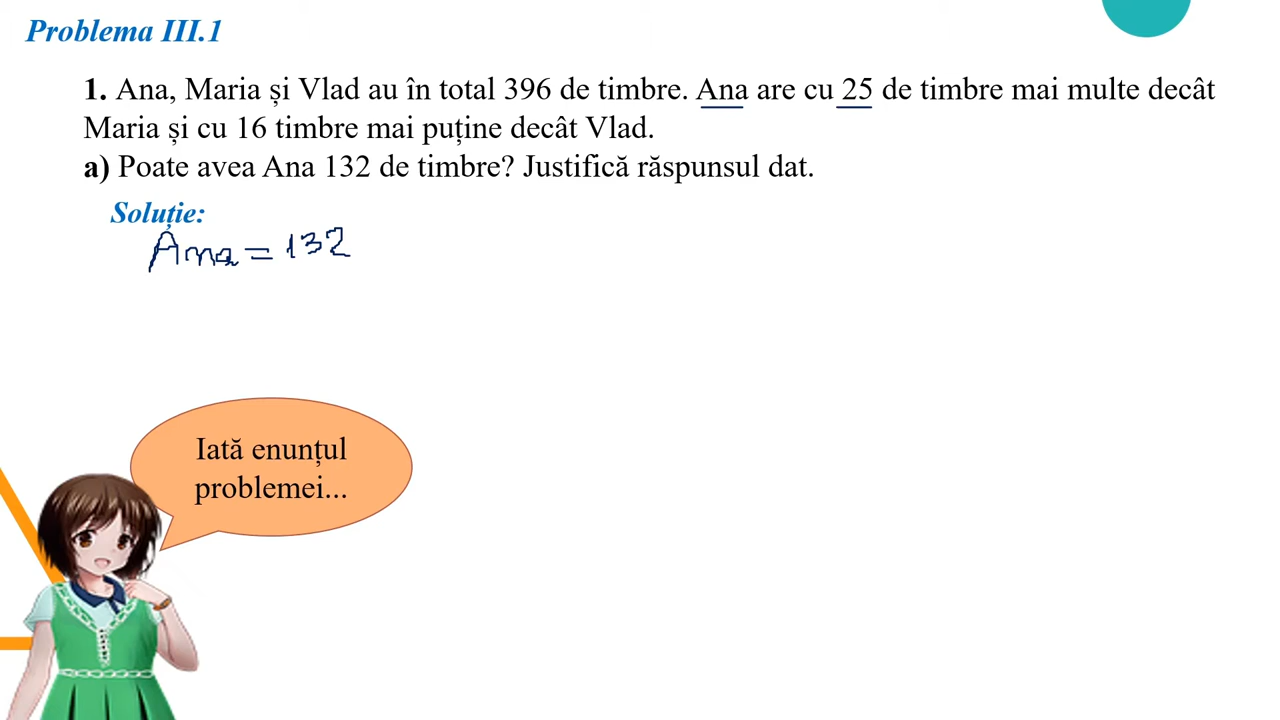 Problema III.1
1. Ana, Maria și Vlad au în total 396 de timbre. Ana are cu 25 de timbre mai multe decât
Maria și cu 16 timbre mai puține decât Vlad.
a) Poate avea Ana 132 de timbre? Justifică răspunsul dat.
Soluție:
Ana = 132
Iată enunțul
problemei...